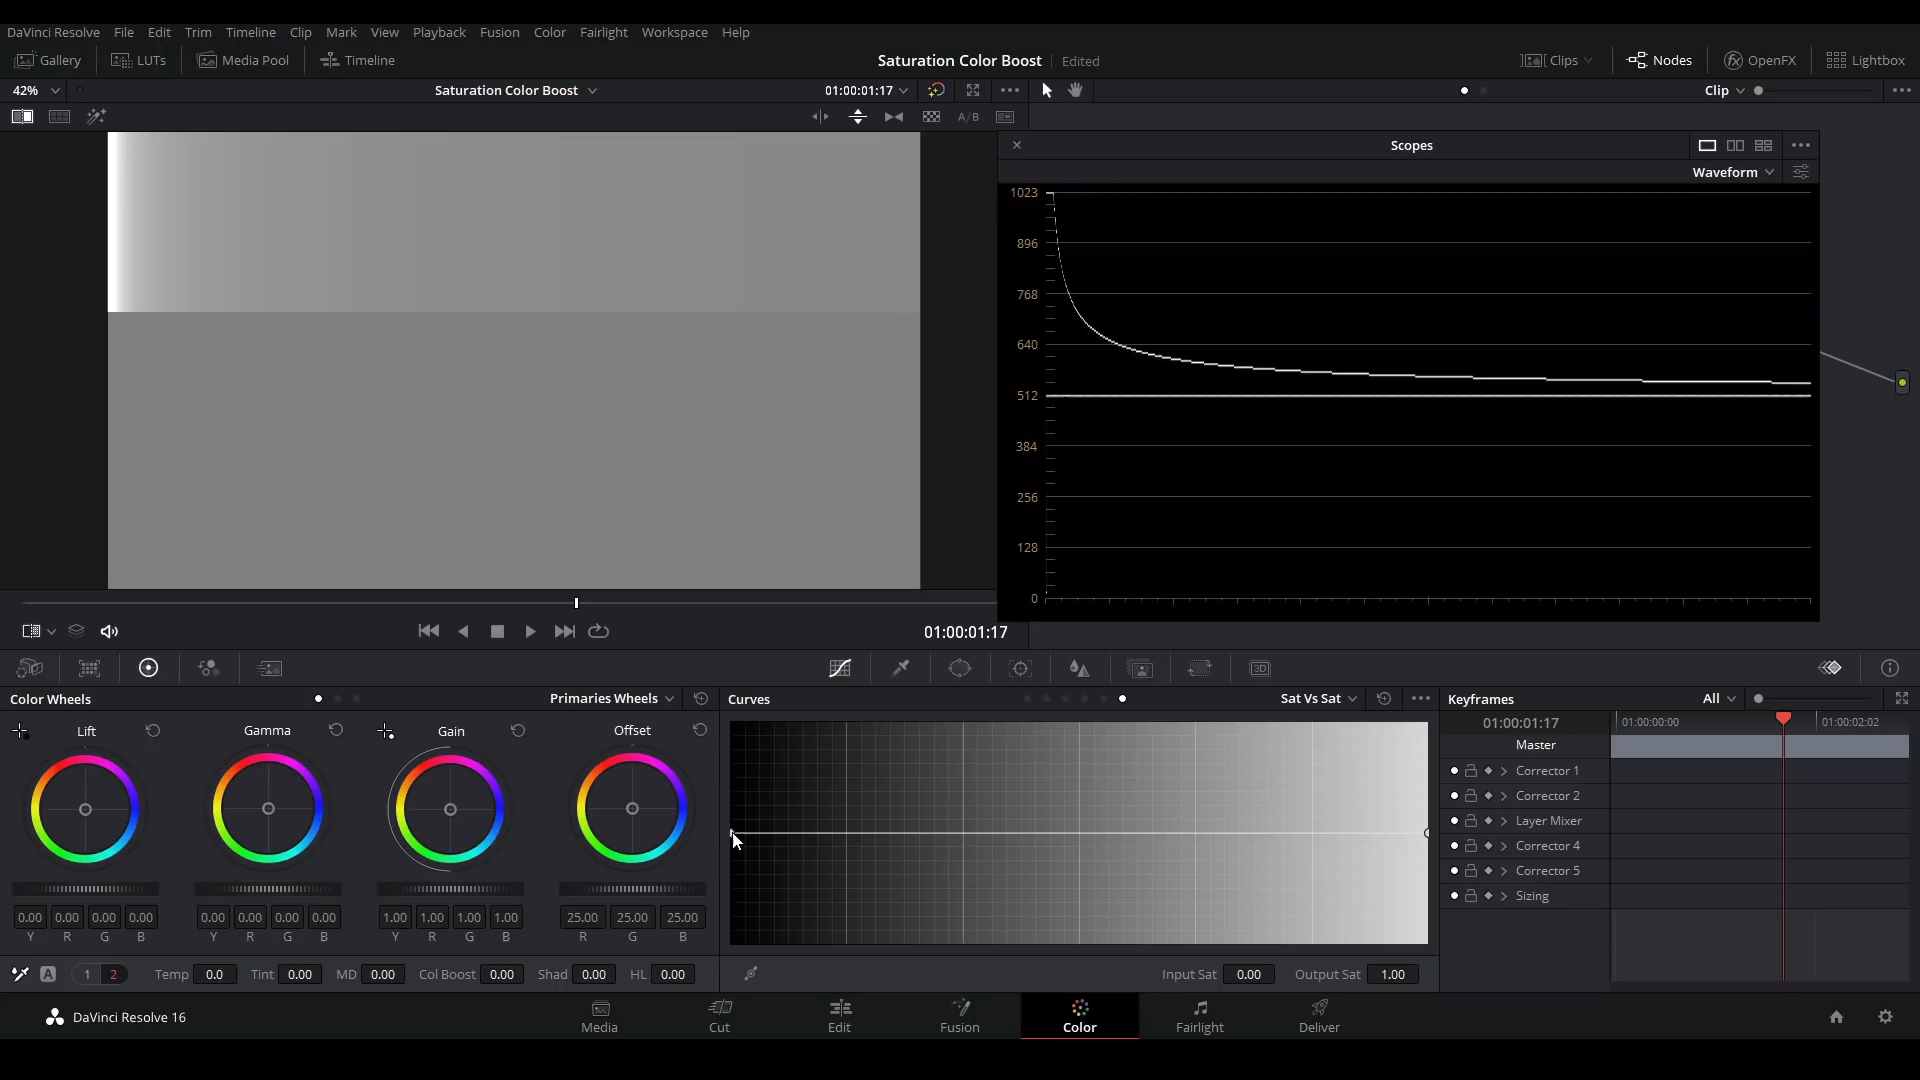 DaVinci Resolve File Edit Trim Timeline Clip Mark View Playback Fusion Color Fairlight Workspace Help
Gallery LUTs Media Pool Timeline Saturation Color Boost Edited Clips Nodes fx OpenFX Lightbox
42% Saturation Color Boost 01:00:01:17 Clip
A/B
Scopes
Waveform
1023
896
768
640
512
384
256
128
0
01:00:01:17
3D
Color Wheels Primaries Wheels Curves Sat Vs Sat Keyframes All
Lift Gamma Gain Offset
01:00:01:17 01:00:00:00 01:00:02:02
Master
Corrector 1
Corrector 2
Layer Mixer
Corrector 4
Corrector 5
Sizing
0.00 0.00 0.00 0.00 0.00 0.00 0.00 0.00 1.00 1.00 1.00 1.00 25.00 25.00 25.00
Y R G B Y R G B Y R G B R G B
A 1 2 Temp 0.0 Tint 0.00 MD 0.00 Col Boost 0.00 Shad 0.00 HL 0.00 Input Sat 0.00 Output Sat 1.00
DaVinci Resolve 16 Media Cut Edit Fusion Color Fairlight Deliver